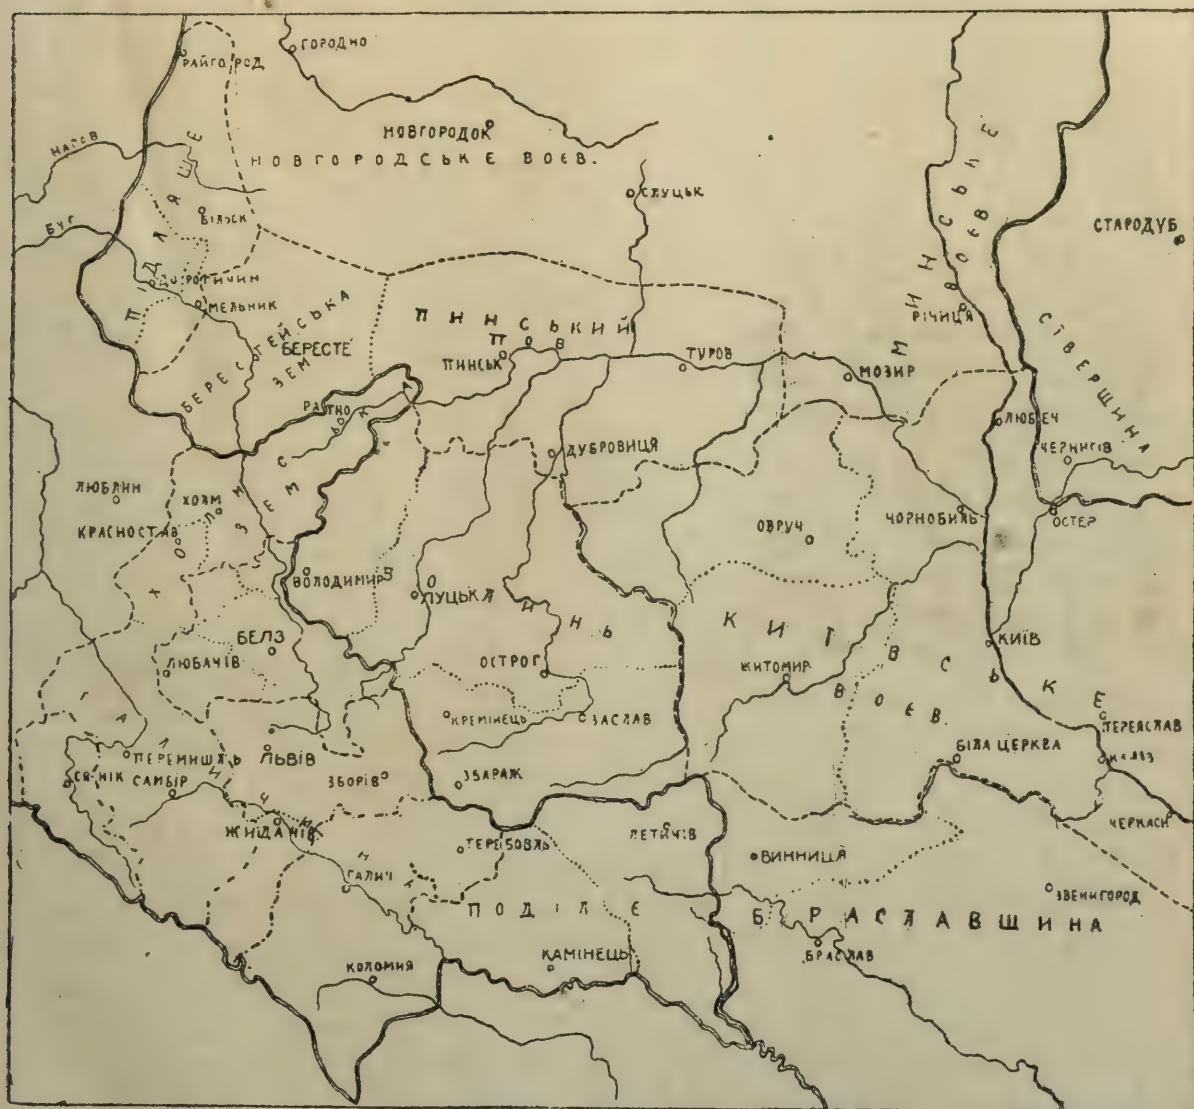 ГОРОДНО
РАЙГОРОД
НОВГОРОДОК
НОВГОРОДСЬКЕ ВОЄВ.
НАРОВ
СЛУЦЬК
МИНСЬКЕ
ВОЄВ
СТАРОДУБ
ПІДЛЯШЕ
БІЛЬСК
БУГ
ДОРОГИЧИН
МЕЛЬНИК
БЕРЕСТЕЙСЬКА
ЗЕМ
БЕРЕСТЕ
ПИНСЬКИЙ
ПОВ
ПИНСЬК
ТУРОВ
РІЧИЦЯ
МОЗИР
СІВЕРЩИНА
РАТНО
ЛЮБЕЧ
ЧЕРНИГІВ
ДУБРОВИЦЯ
ЛЮБЛИН
ХОЛМ
КРАСНОСТАВ
ХОЛМСЬКА
ЗЕМ
ОВРУЧ
ЧОРНОБИЛЬ
ОСТЕР
ВОЛОДИМИР
ЛУЦЬК
ВОЛИНЬ
КИЇВСЬКЕ
ВОЄВ.
КИЇВ
БЕЛЗ
ЛЮБАЧІВ
ОСТРОГ
ЖИТОМИР
КРЕМІНЕЦЬ
ЗАСЛАВ
ПЕРЕЯСЛАВ
ГАЛИЧИНА
ПЕРЕМИШЛЬ
ЛЬВІВ
БІЛА ЦЕРКВА
СЯНІК
САМБІР
ЗБОРІВ
ЗБАРАЖ
ЖИДАЧІВ
ЧЕРКАСИ
ТЕРЕБОВЛЬ
ЛЕТИЧІВ
ВИННИЦЯ
ГАЛИЧ
ЗВЕНИГОРОД
ПОДІЛЄ
БРАСЛАВЩИНА
БРАСЛАВ
КАМІНЕЦЬ
КОЛОМИЯ